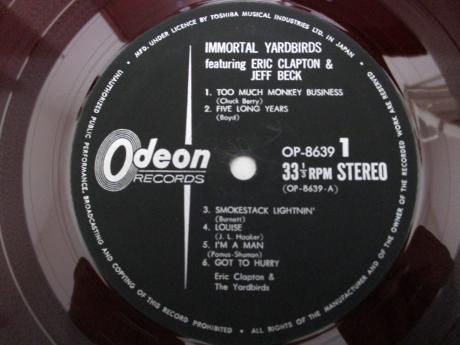 MFD. UNDER LICENCE BY TOSHIBA MUSICAL INDUSTRIES LTD. IN JAPAN. •
IMMORTAL YARDBIRDS
featuring ERIC CLAPTON &
JEFF BECK
1. TOO MUCH MONKEY BUSINESS
(Chuck Berry)
2. FIVE LONG YEARS
(Boyd)
Odeon
RECORDS
OP-8639 1
33 1/3 RPM STEREO
(OP-8639-A)
3. SMOKESTACK LIGHTNIN'
(Burnett)
4. LOUISE
(J. L. Hooker)
5. I'M A MAN
(Pomus-Shuman)
6. GOT TO HURRY
Eric Clapton &
The Yardbirds
UNAUTHORIZED PUBLIC PERFORMANCE, BROADCASTING AND COPYING OF THIS RECORD PROHIBITED • ALL RIGHTS OF THE MANUFACTURER AND OF THE OWNER OF THE RECORDED WORK ARE RESERVED